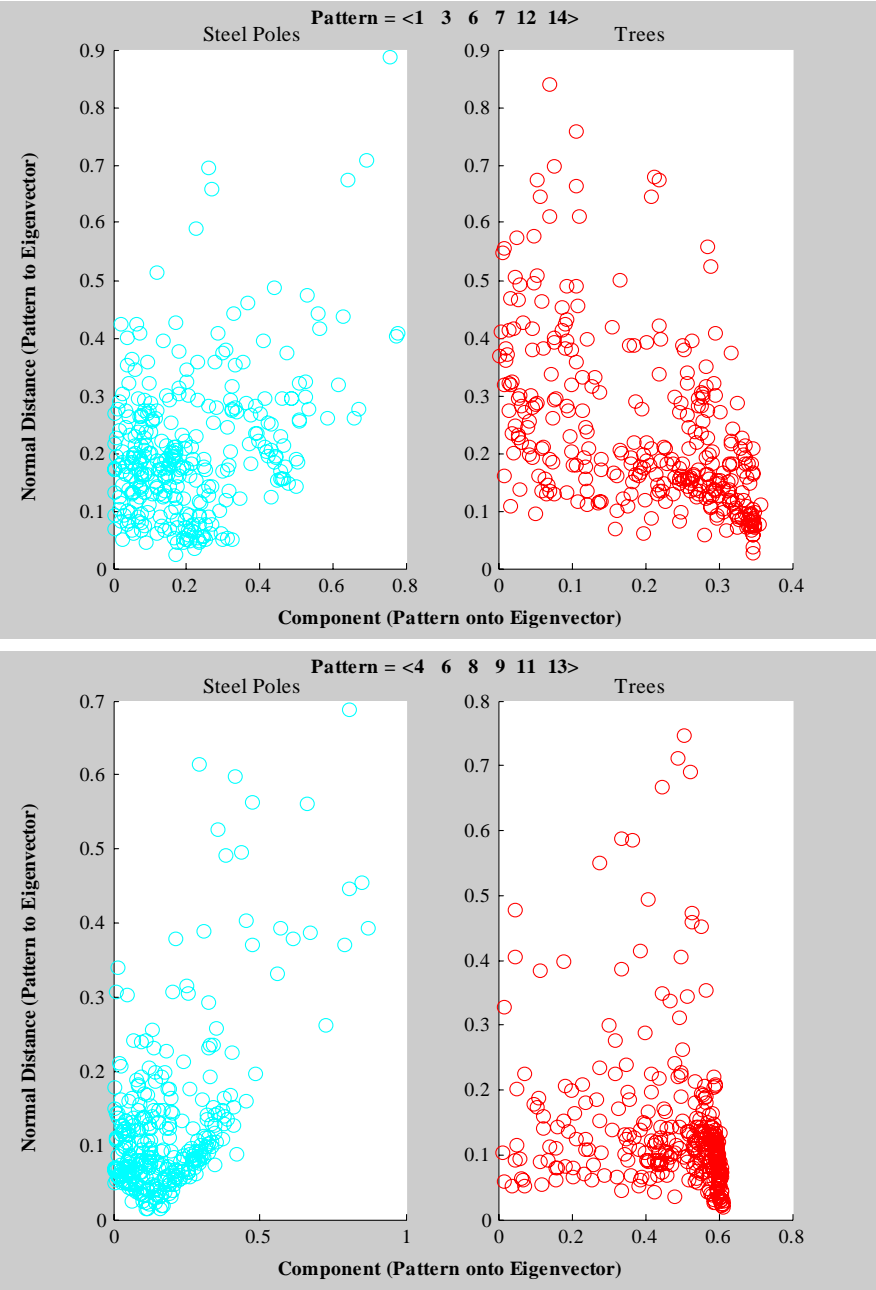 Pattern = <1 3 6 7 12 14>
Steel Poles
Trees
Normal Distance (Pattern to Eigenvector)
0.9
0.8
0.7
0.6
0.5
0.4
0.3
0.2
0.1
0
0 0.2 0.4 0.6 0.8
0.9
0.8
0.7
0.6
0.5
0.4
0.3
0.2
0.1
0
0 0.1 0.2 0.3 0.4
Component (Pattern onto Eigenvector)
Pattern = <4 6 8 9 11 13>
Steel Poles
Trees
Normal Distance (Pattern to Eigenvector)
0.7
0.6
0.5
0.4
0.3
0.2
0.1
0
0 0.5 1
0.8
0.7
0.6
0.5
0.4
0.3
0.2
0.1
0
0 0.2 0.4 0.6 0.8
Component (Pattern onto Eigenvector)